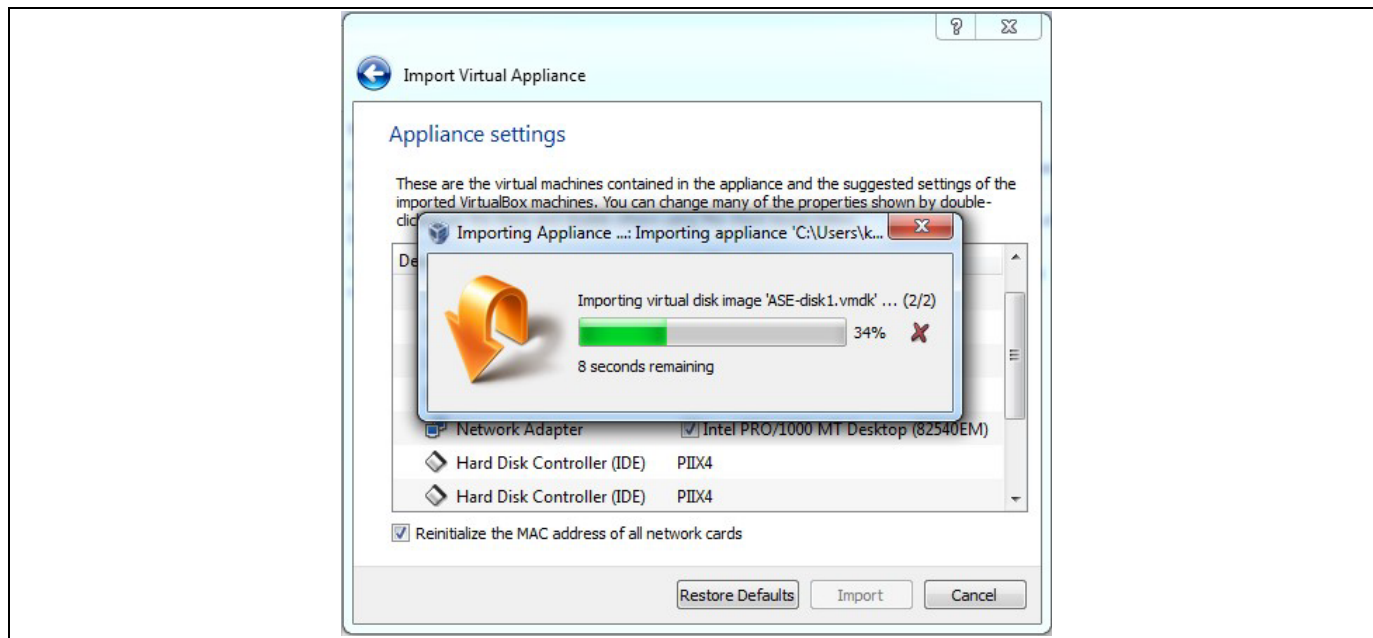 Import Virtual Appliance
Appliance settings
These are the virtual machines contained in the appliance and the suggested settings of the
imported VirtualBox machines. You can change many of the properties shown by double-
Importing Appliance ...: Importing appliance 'C:\Users\k...
Importing virtual disk image 'ASE-disk1.vmdk' ... (2/2)
34%
8 seconds remaining
Network Adapter Intel PRO/1000 MT Desktop (82540EM)
Hard Disk Controller (IDE) PIIX4
Hard Disk Controller (IDE) PIIX4
Reinitialize the MAC address of all network cards
Restore Defaults Import Cancel